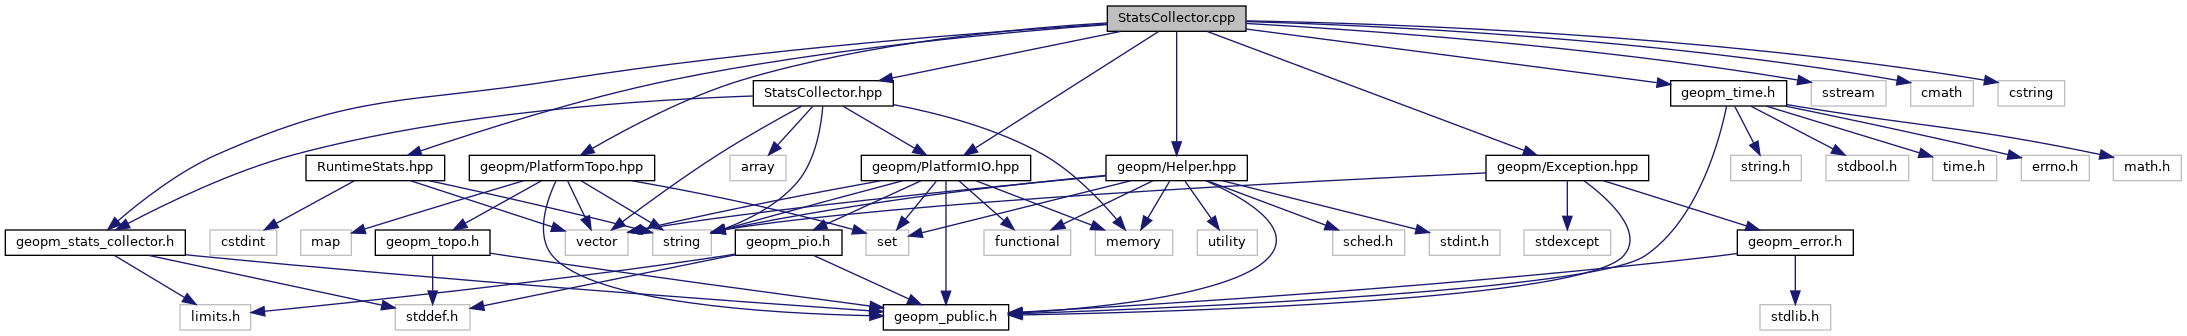 StatsCollector.cpp
StatsCollector.hpp
geopm_time.h
sstream
cmath
cstring
RuntimeStats.hpp
geopm/PlatformTopo.hpp
array
geopm/PlatformIO.hpp
geopm/Helper.hpp
geopm/Exception.hpp
string.h
stdbool.h
time.h
errno.h
math.h
geopm_stats_collector.h
cstdint
map
geopm_topo.h
vector
string
geopm_pio.h
set
functional
memory
utility
sched.h
stdint.h
stdexcept
geopm_error.h
limits.h
stddef.h
geopm_public.h
stdlib.h